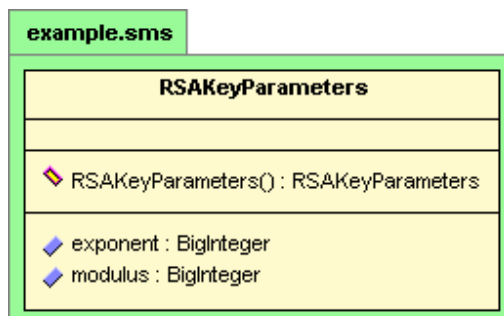 example.sms
RSAKeyParameters
RSAKeyParameters() : RSAKeyParameters
exponent : BigInteger
modulus : BigInteger